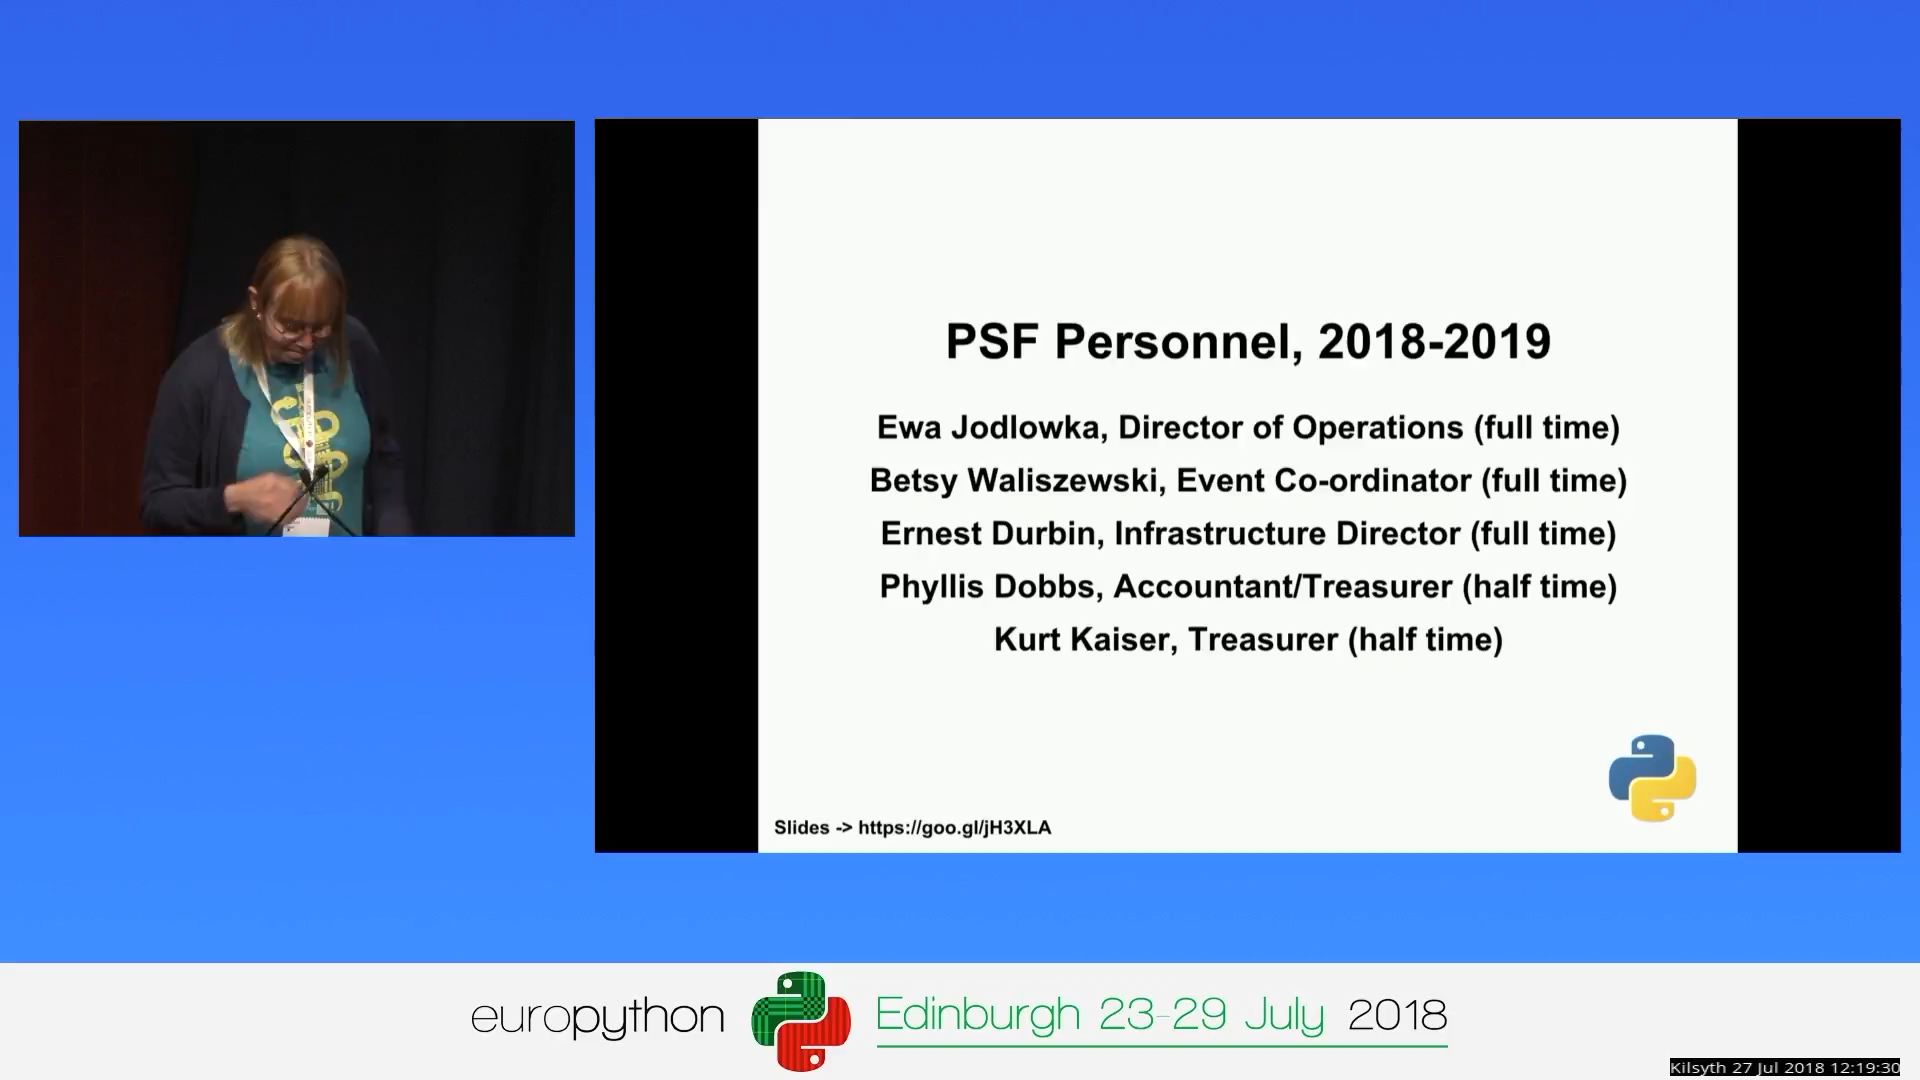 PSF Personnel, 2018-2019
Ewa Jodlowka, Director of Operations (full time)
Betsy Waliszewski, Event Co-ordinator (full time)
Ernest Durbin, Infrastructure Director (full time)
Phyllis Dobbs, Accountant/Treasurer (half time)
Kurt Kaiser, Treasurer (half time)
Slides -> https://goo.gl/jH3XLA
europython Edinburgh 23-29 July 2018
Kilsyth 27 Jul 2018 12:19:30